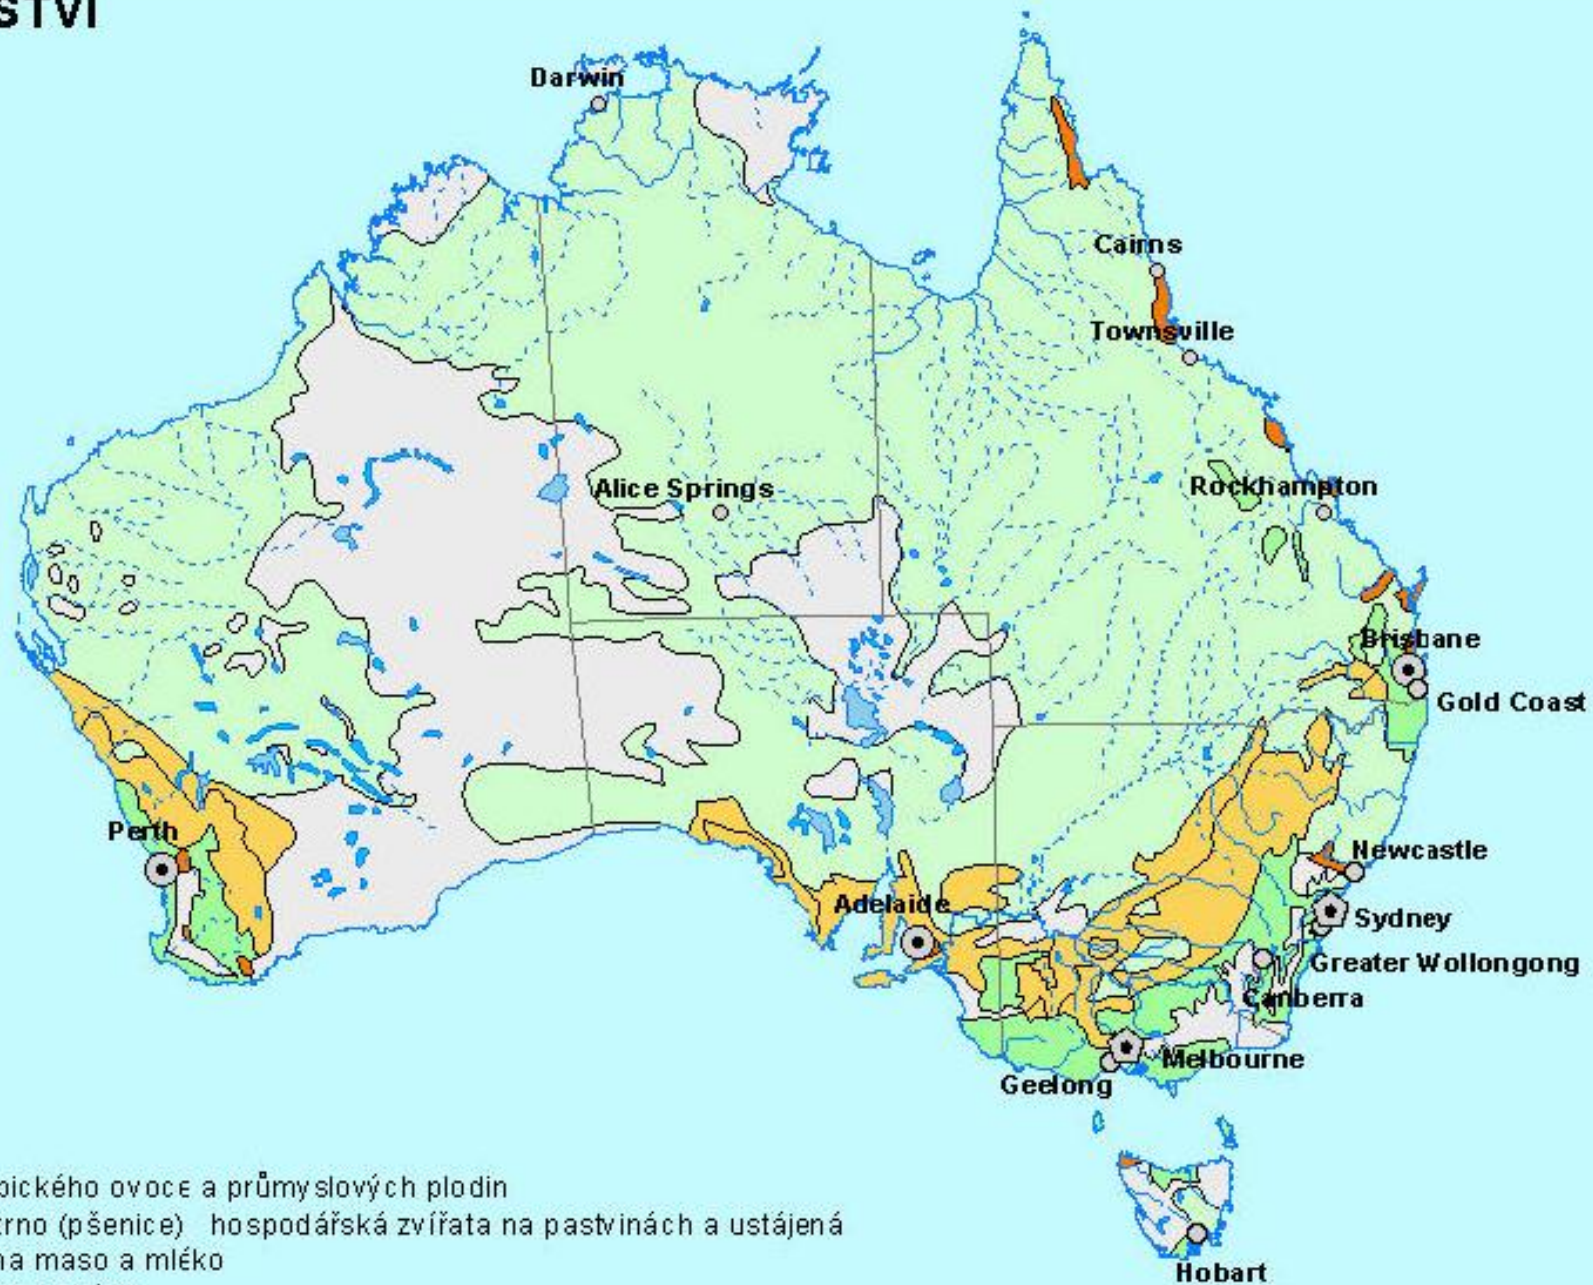 STVÍ
Darwin
Cairns
Townsville
Alice Springs
Rockhampton
Brisbane
Gold Coast
Perth
Newcastle
Adelaide
Sydney
Greater Wollongong
Canberra
Melbourne
Geelong
pického ovoce a průmyslových plodin
trno (pšenice) hospodářská zvířata na pastvinách a ustájená
na maso a mléko
Hobart